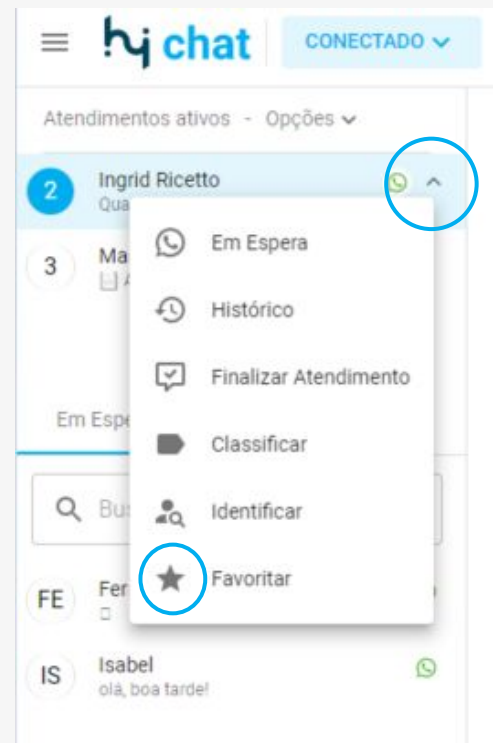 hj chat CONECTADO
Atendimentos ativos - Opções
2 Ingrid Ricetto
Qua
3 Ma
Em Espera
Histórico
Finalizar Atendimento
Classificar
Identificar
Favoritar
Em Espe
Bu
FE Fer
IS Isabel
olá, boa tarde!